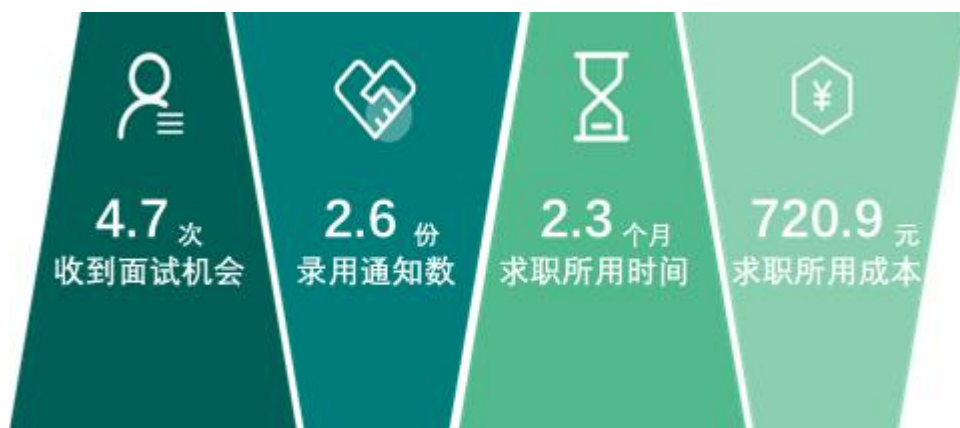 4.7 次
收到面试机会
2.6 份
录用通知数
2.3 个月
求职所用时间
¥
720.9 元
求职所用成本